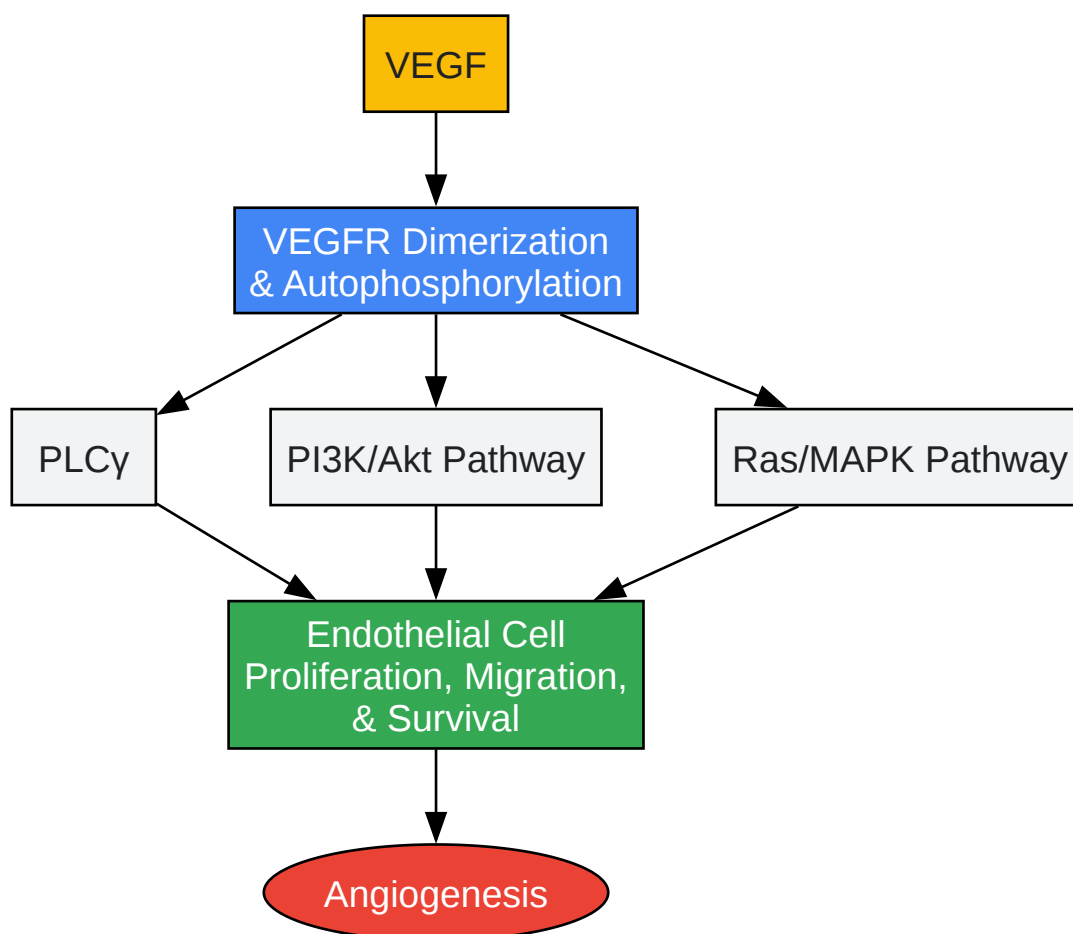 VEGF
VEGFR Dimerization
& Autophosphorylation
PLCγ
PI3K/Akt Pathway
Ras/MAPK Pathway
Endothelial Cell
Proliferation, Migration,
& Survival
Angiogenesis